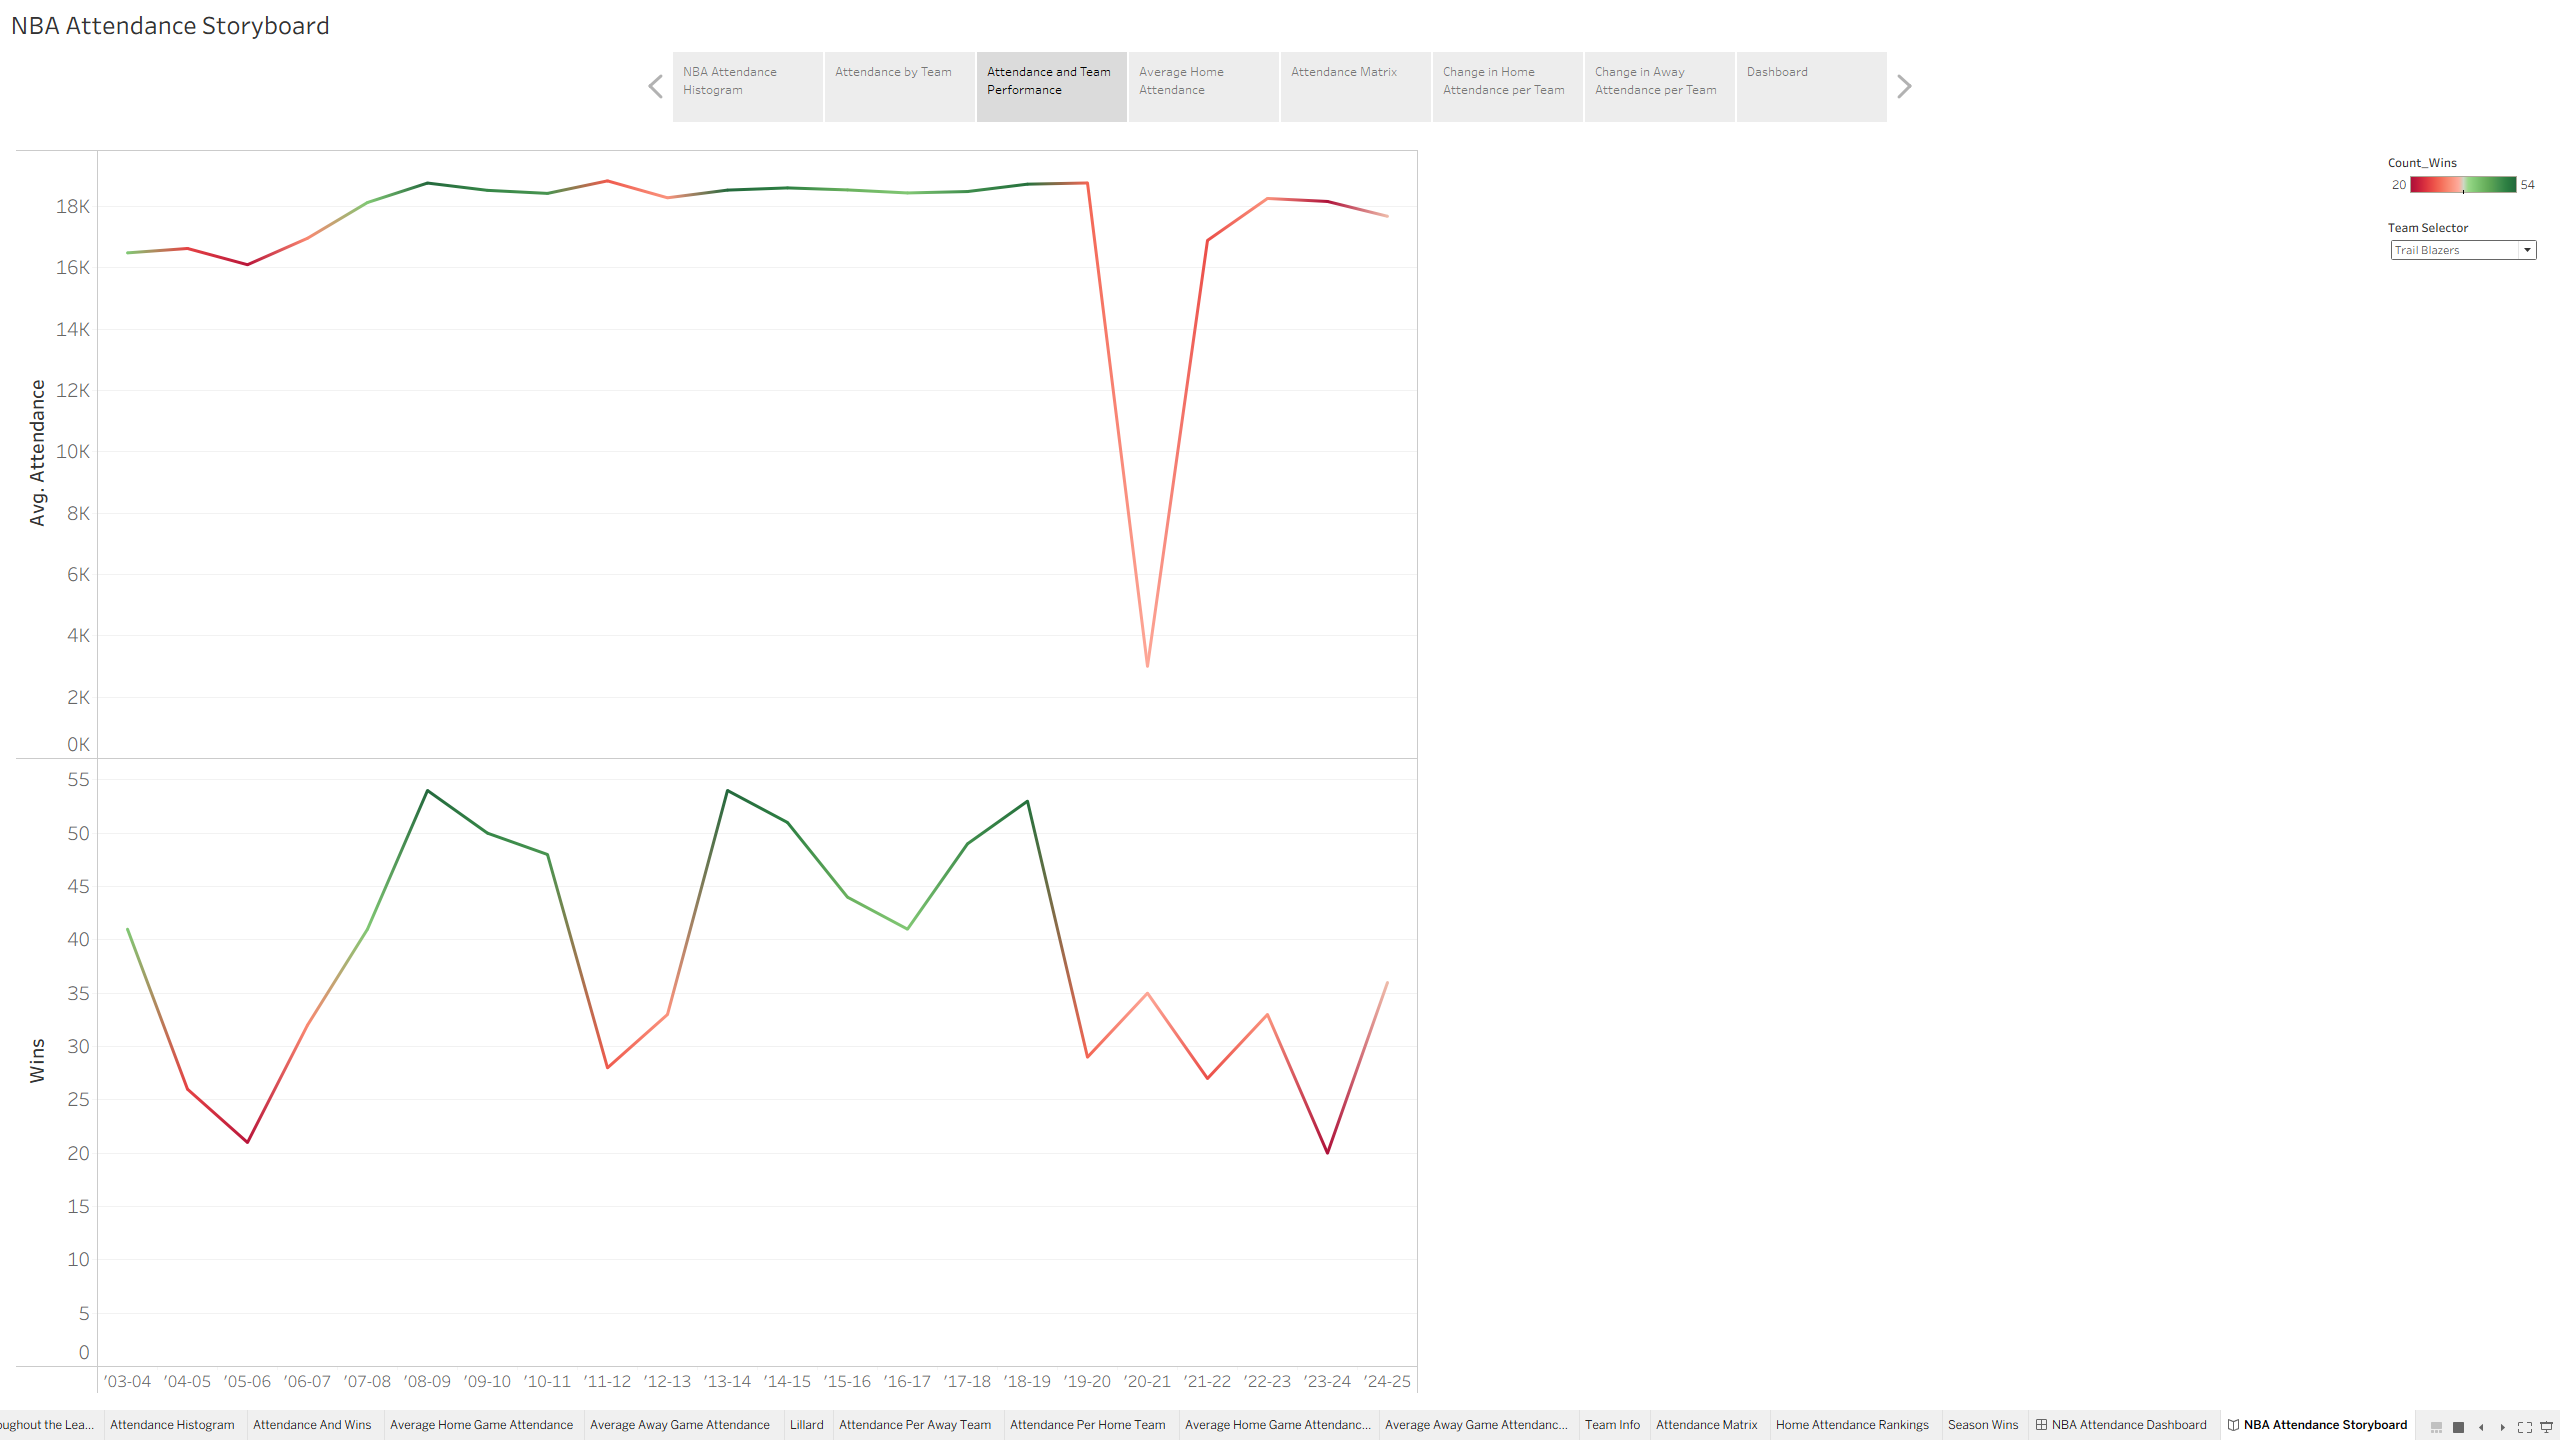 NBA Attendance Storyboard
NBA Attendance
Histogram
Attendance by Team
Attendance and Team
Performance
Average Home
Attendance
Attendance Matrix
Change in Home
Attendance per Team
Change in Away
Attendance per Team
Dashboard
Count_Wins
20 54
Team Selector
Trail Blazers
Avg. Attendance
18K
16K
14K
12K
10K
8K
6K
4K
2K
0K
Wins
55
50
45
40
35
30
25
20
15
10
5
0
'03-04 '04-05 '05-06 '06-07 '07-08 '08-09 '09-10 '10-11 '11-12 '12-13 '13-14 '14-15 '15-16 '16-17 '17-18 '18-19 '19-20 '20-21 '21-22 '22-23 '23-24 '24-25
oughout the Lea... Attendance Histogram Attendance And Wins Average Home Game Attendance Average Away Game Attendance Lillard Attendance Per Away Team Attendance Per Home Team Average Home Game Attendanc... Average Away Game Attendanc... Team Info Attendance Matrix Home Attendance Rankings Season Wins NBA Attendance Dashboard NBA Attendance Storyboard